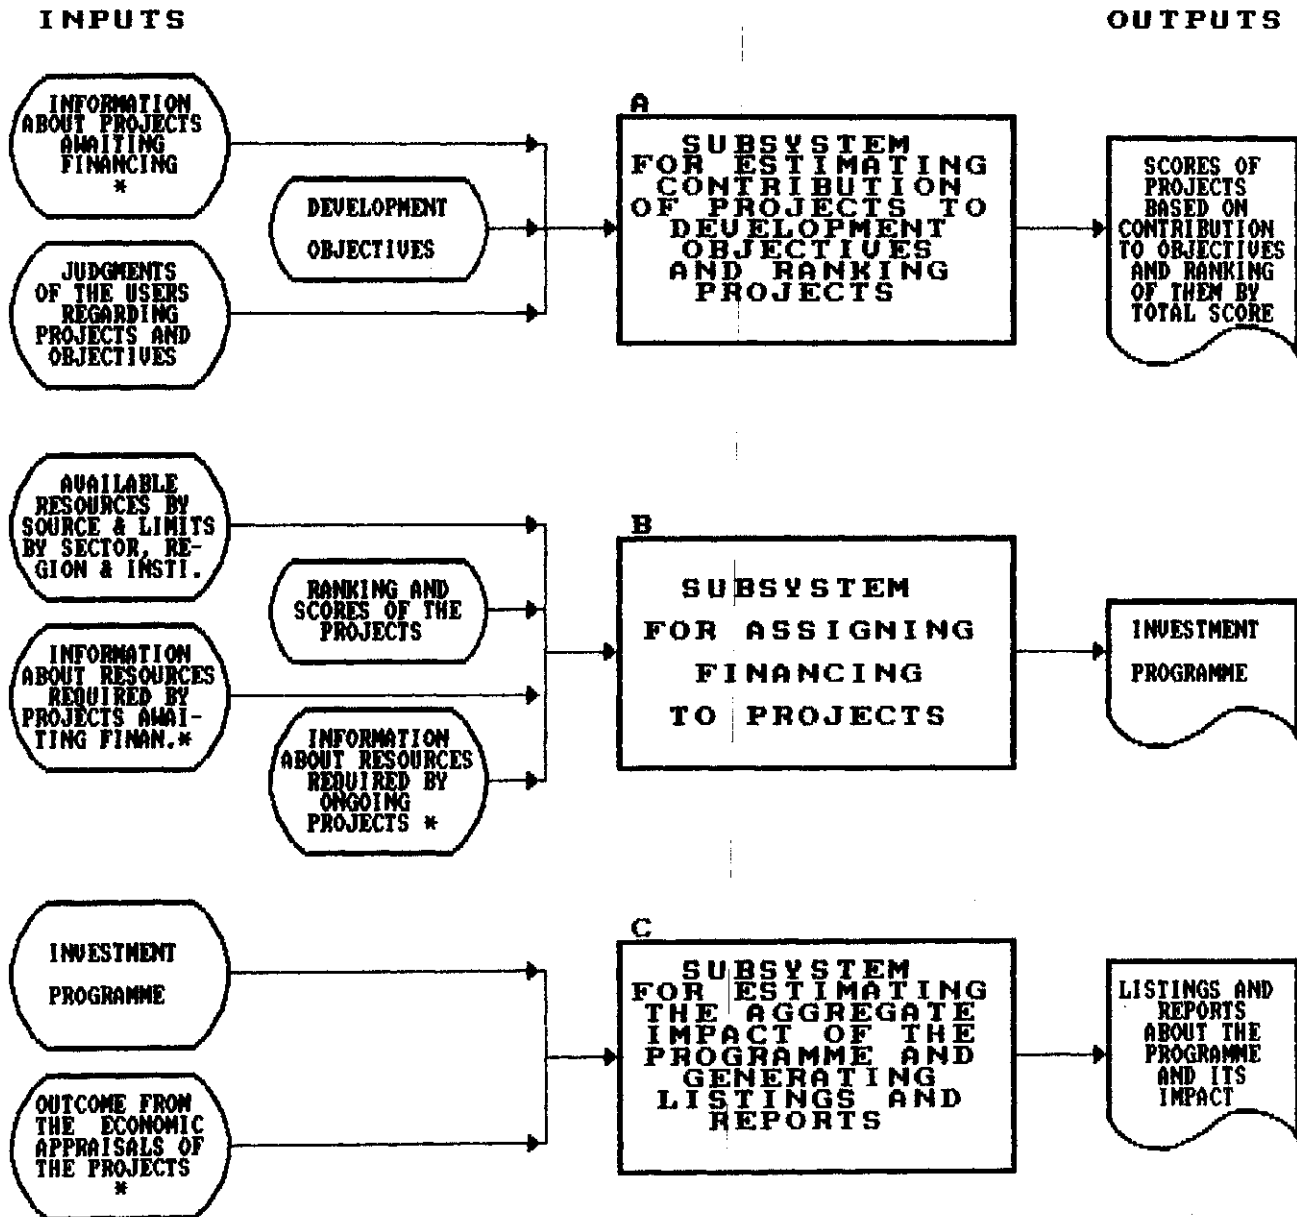 INPUTS
OUTPUTS
INFORMATION
ABOUT PROJECTS
AWAITING
FINANCING
*
DEVELOPMENT
OBJECTIVES
JUDGMENTS
OF THE USERS
REGARDING
PROJECTS AND
OBJECTIVES
A
SUBSYSTEM
FOR ESTIMATING
CONTRIBUTION
OF PROJECTS TO
DEVELOPMENT
OBJECTIVES
AND RANKING
PROJECTS
SCORES OF
PROJECTS
BASED ON
CONTRIBUTION
TO OBJECTIVES
AND RANKING
OF THEM BY
TOTAL SCORE
AVAILABLE
RESOURCES BY
SOURCE & LIMITS
BY SECTOR, RE-
GION & INSTI.
RANKING AND
SCORES OF THE
PROJECTS
INFORMATION
ABOUT RESOURCES
REQUIRED BY
PROJECTS AWAI-
TING FINAN.*
INFORMATION
ABOUT RESOURCES
REQUIRED BY
ONGOING
PROJECTS *
B
SUBSYSTEM
FOR ASSIGNING
FINANCING
TO PROJECTS
INVESTMENT
PROGRAMME
INVESTMENT
PROGRAMME
OUTCOME FROM
THE ECONOMIC
APPRAISALS OF
THE PROJECTS
*
C
SUBSYSTEM
FOR ESTIMATING
THE AGGREGATE
IMPACT OF THE
PROGRAMME AND
GENERATING
LISTINGS AND
REPORTS
LISTINGS AND
REPORTS
ABOUT THE
PROGRAMME
AND ITS
IMPACT